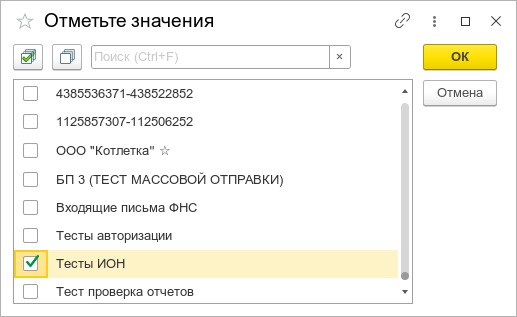 Отметьте значения
Поиск (Ctrl+F)
ОК
4385536371-438522852
Отмена
1125857307-112506252
ООО "Котлетка" ☆
БП 3 (ТЕСТ МАССОВОЙ ОТПРАВКИ)
Входящие письма ФНС
Тесты авторизации
Тесты ИОН
Тест проверка отчетов